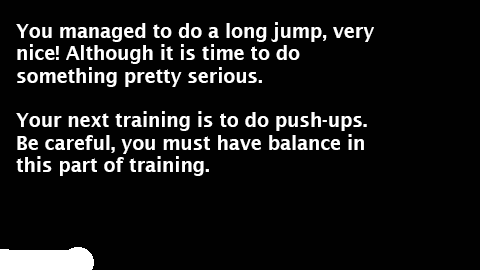 You managed to do a long jump, very
nice! Although it is time to do
something pretty serious.
Your next training is to do push-ups.
Be careful, you must have balance in
this part of training.